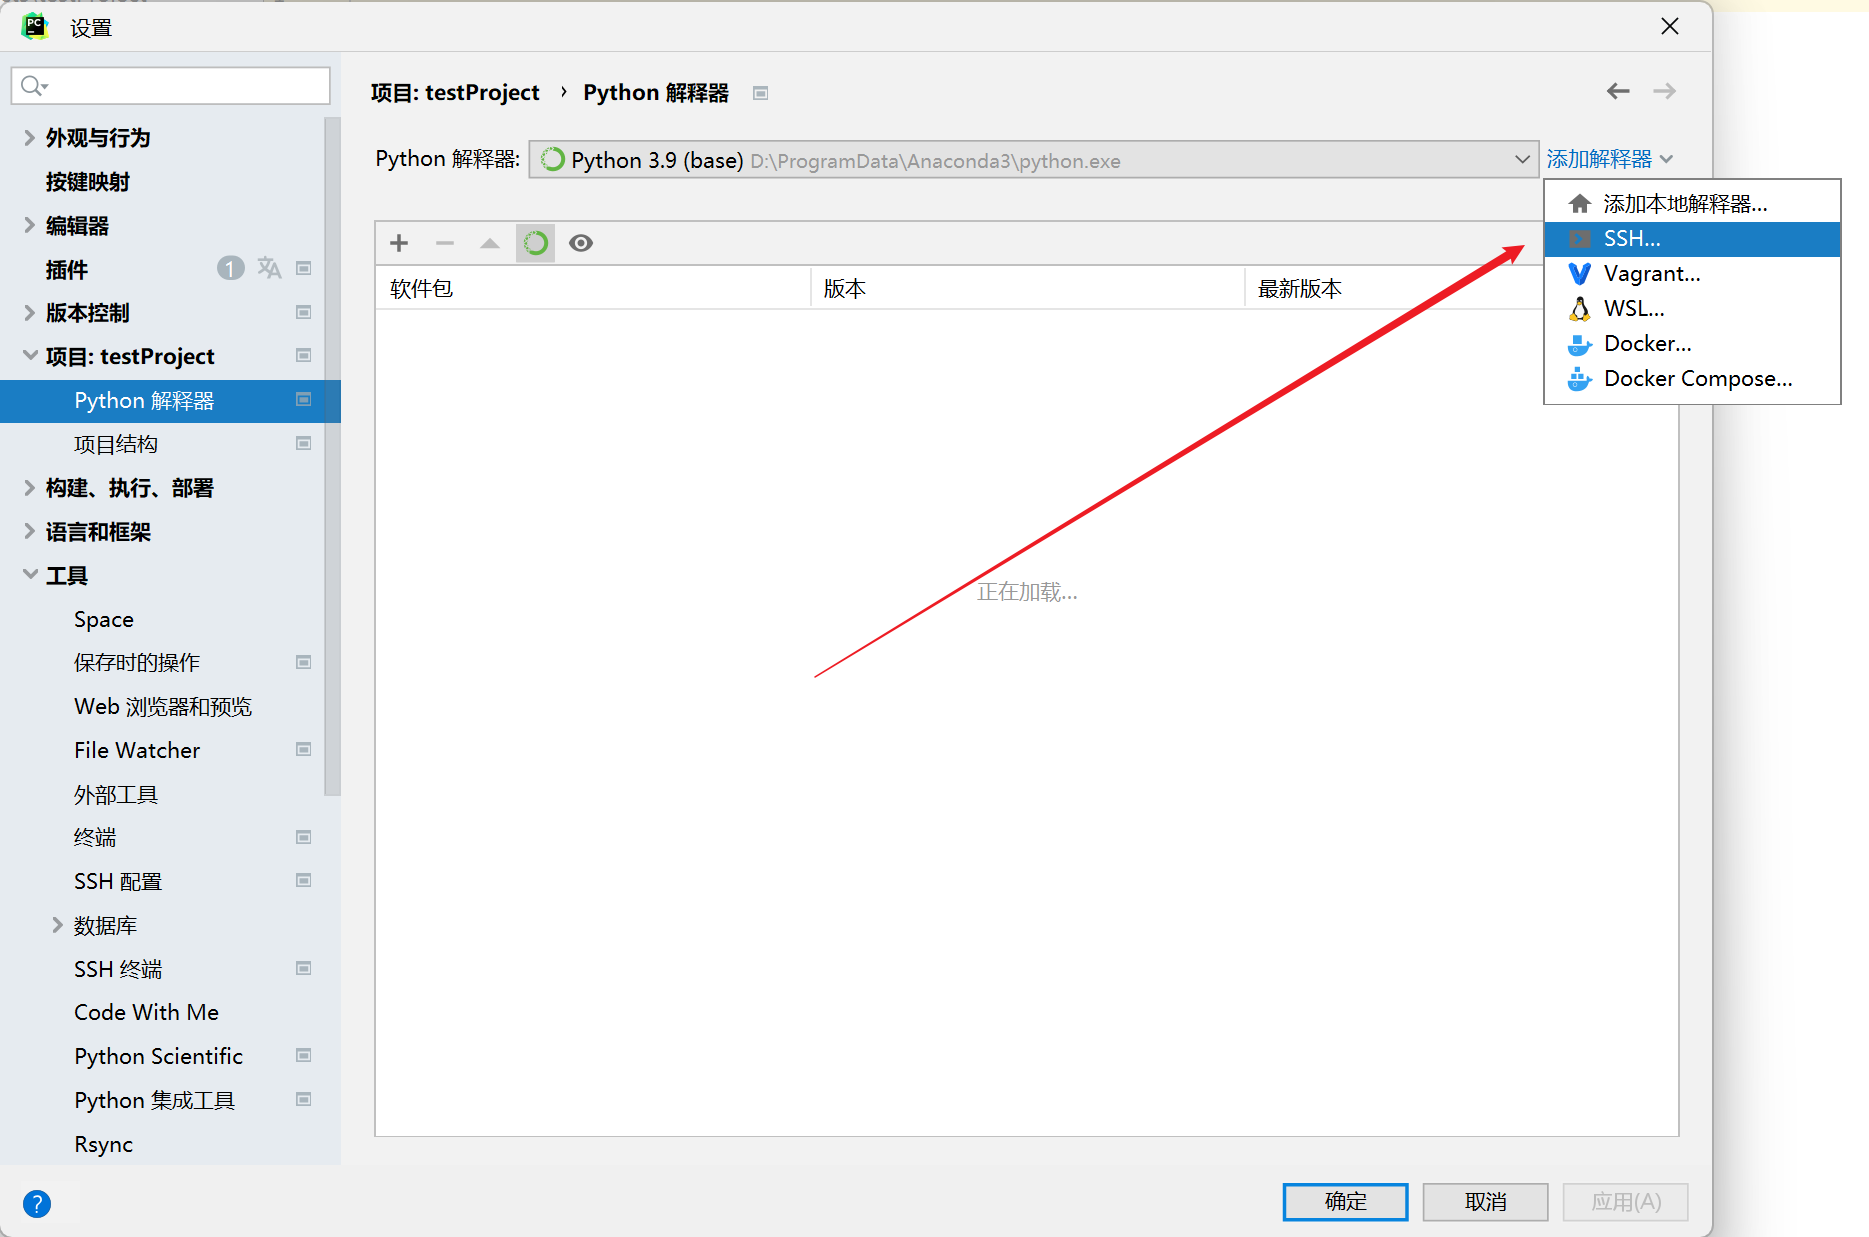 设置
外观与行为
按键映射
编辑器
插件 1
版本控制
项目: testProject
Python 解释器
项目结构
构建、执行、部署
语言和框架
工具
Space
保存时的操作
Web 浏览器和预览
File Watcher
外部工具
终端
SSH 配置
数据库
SSH 终端
Code With Me
Python Scientific
Python 集成工具
Rsync
项目: testProject › Python 解释器
Python 解释器: Python 3.9 (base) D:\ProgramData\Anaconda3\python.exe 添加解释器
添加本地解释器...
SSH...
Vagrant...
WSL...
Docker...
Docker Compose...
软件包 版本 最新版本
正在加载...
? 确定 取消 应用(A)